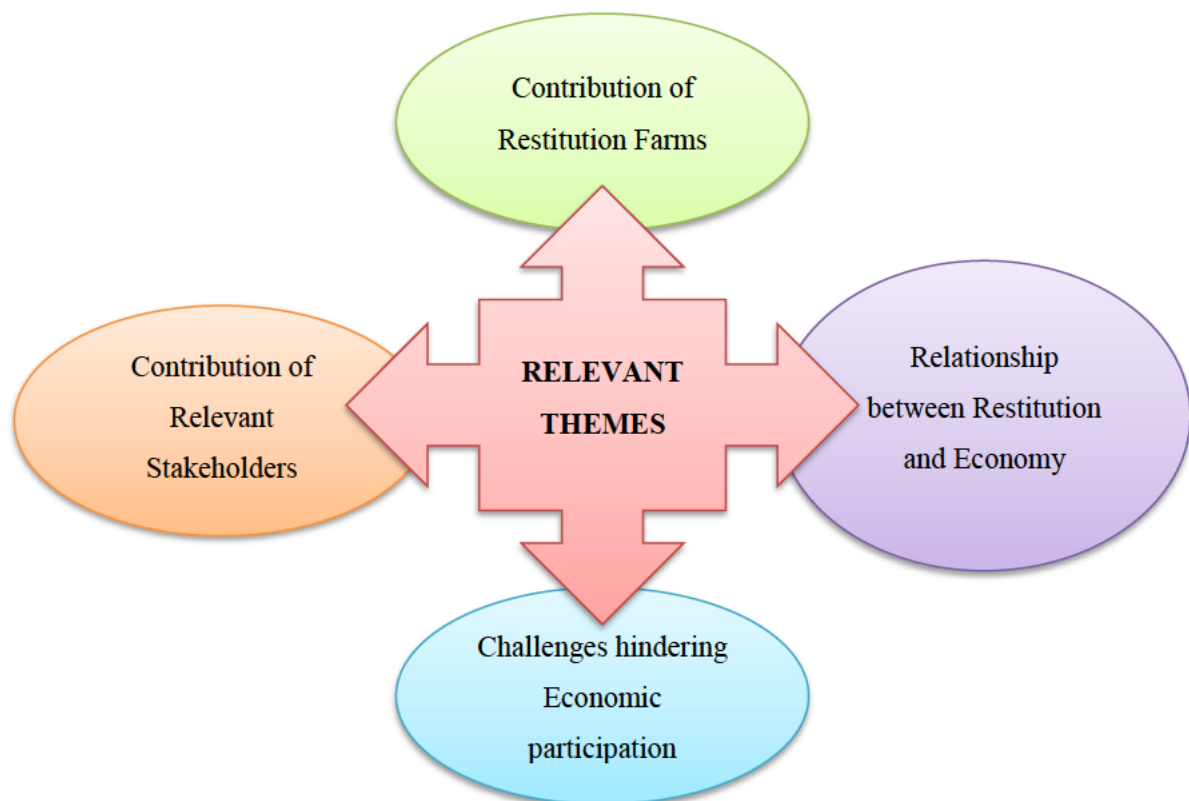 Contribution of
Restitution Farms
Contribution of
Relevant
Stakeholders
RELEVANT
THEMES
Relationship
between Restitution
and Economy
Challenges hindering
Economic
participation